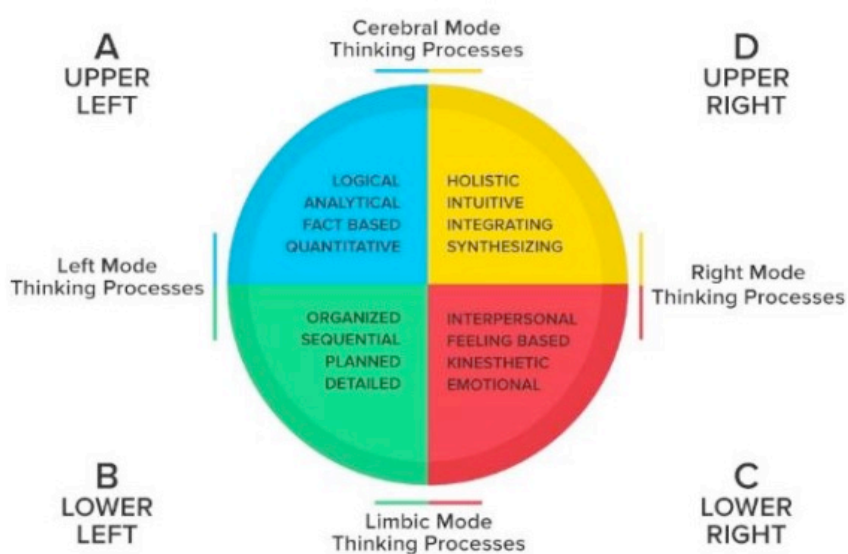 A
UPPER
LEFT
Cerebral Mode
Thinking Processes
D
UPPER
RIGHT
LOGICAL
ANALYTICAL
FACT BASED
QUANTITATIVE
HOLISTIC
INTUITIVE
INTEGRATING
SYNTHESIZING
Left Mode
Thinking Processes
Right Mode
Thinking Processes
ORGANIZED
SEQUENTIAL
PLANNED
DETAILED
INTERPERSONAL
FEELING BASED
KINESTHETIC
EMOTIONAL
B
LOWER
LEFT
Limbic Mode
Thinking Processes
C
LOWER
RIGHT